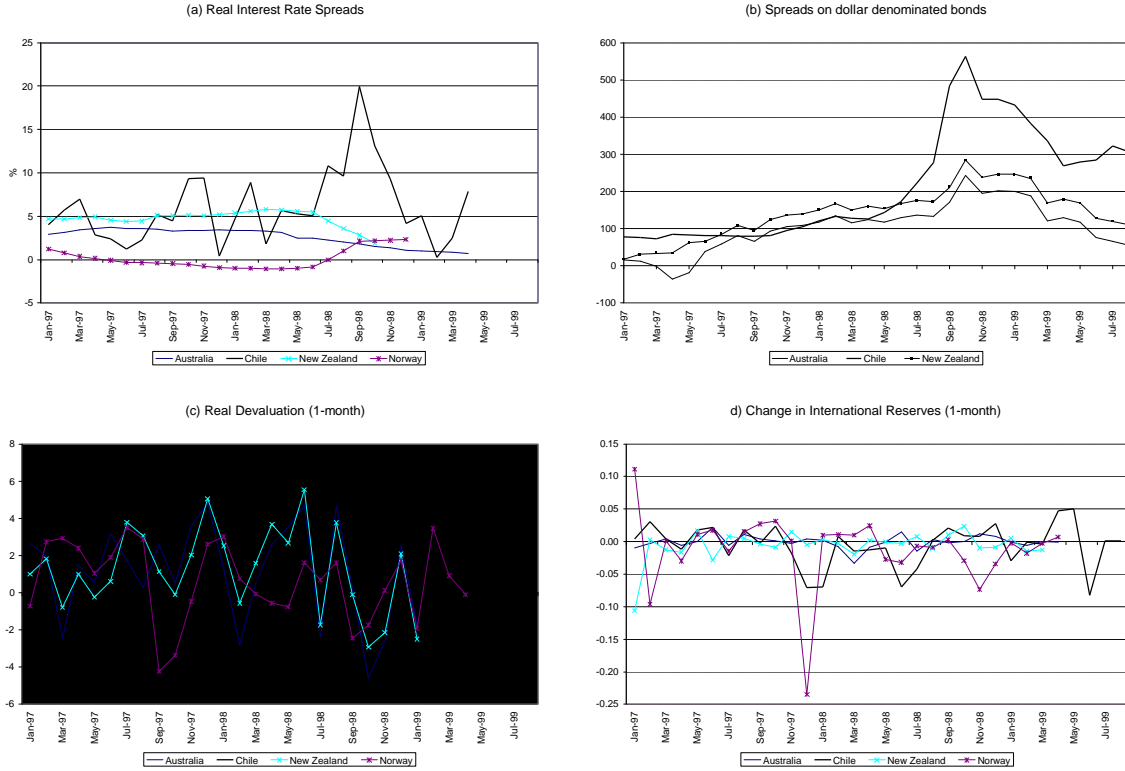 (a) Real Interest Rate Spreads
25
20
15
10
5
0
-5
%
Jan-97 Mar-97 May-97 Jul-97 Sep-97 Nov-97 Jan-98 Mar-98 May-98 Jul-98 Sep-98 Nov-98 Jan-99 Mar-99 May-99 Jul-99
Australia Chile New Zealand Norway
(b) Spreads on dollar denominated bonds
600
500
400
300
200
100
0
-100
Jan-97 Mar-97 May-97 Jul-97 Sep-97 Nov-97 Jan-98 Mar-98 May-98 Jul-98 Sep-98 Nov-98 Jan-99 Mar-99 May-99 Jul-99
Australia Chile New Zealand
(c) Real Devaluation (1-month)
8
6
4
2
0
-2
-4
-6
Jan-97 Mar-97 May-97 Jul-97 Sep-97 Nov-97 Jan-98 Mar-98 May-98 Jul-98 Sep-98 Nov-98 Jan-99 Mar-99 May-99 Jul-99
Australia Chile New Zealand Norway
d) Change in International Reserves (1-month)
0.15
0.10
0.05
0.00
-0.05
-0.10
-0.15
-0.20
-0.25
Jan-97 Mar-97 May-97 Jul-97 Sep-97 Nov-97 Jan-98 Mar-98 May-98 Jul-98 Sep-98 Nov-98 Jan-99 Mar-99 May-99 Jul-99
Australia Chile New Zealand Norway